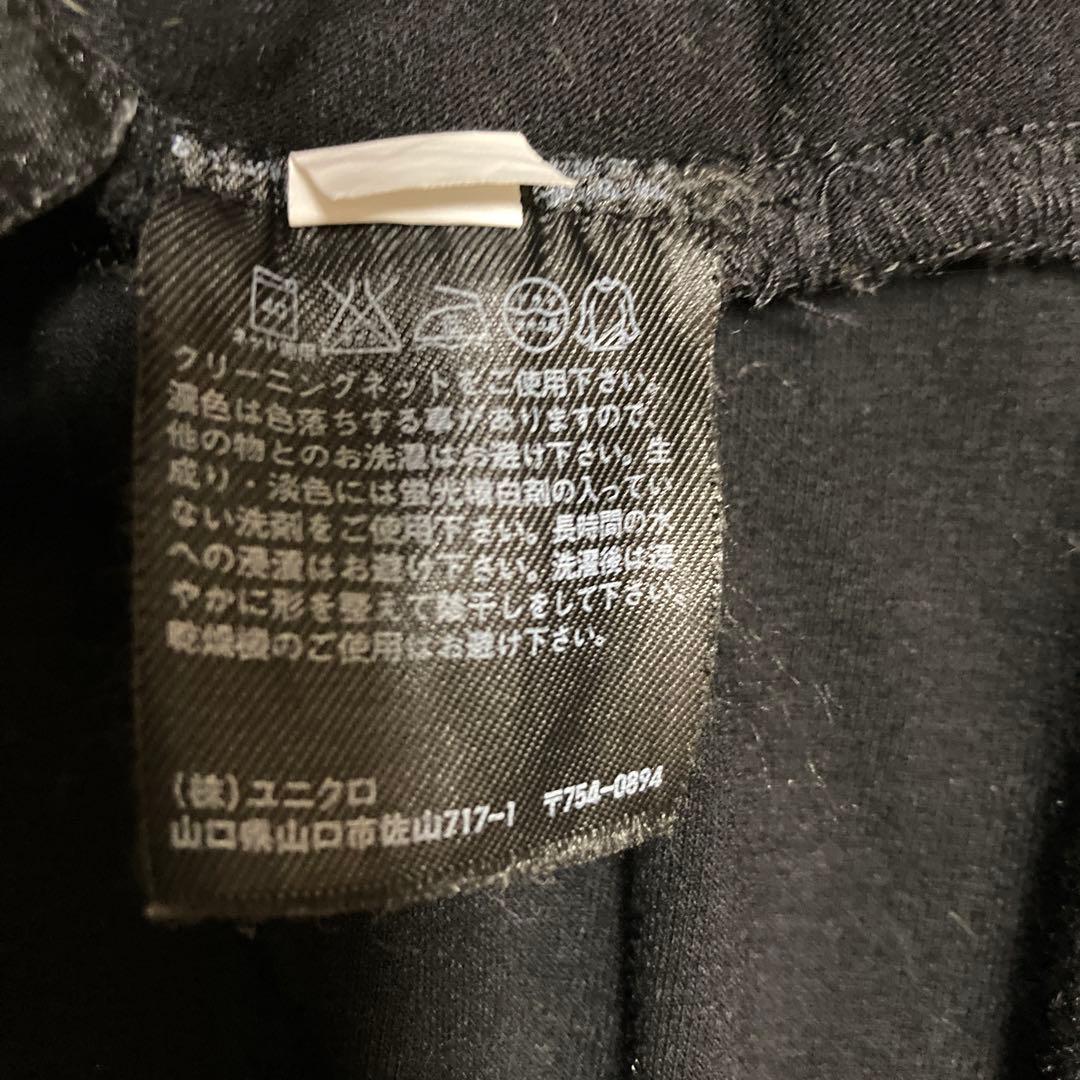 40
ネット使用
クリーニングネットをご使用下さい。
濃色は色落ちする事がありますので、
他の物とのお洗濯はお避け下さい。生
成り・淡色には蛍光増白剤の入ってい
ない洗剤をご使用下さい。長時間の水
への浸漬はお避け下さい。洗濯後は速
やかに形を整えて陰干しをして下さい。
乾燥機のご使用はお避け下さい。
(株)ユニクロ 〒754-0894
山口県山口市佐山717-1